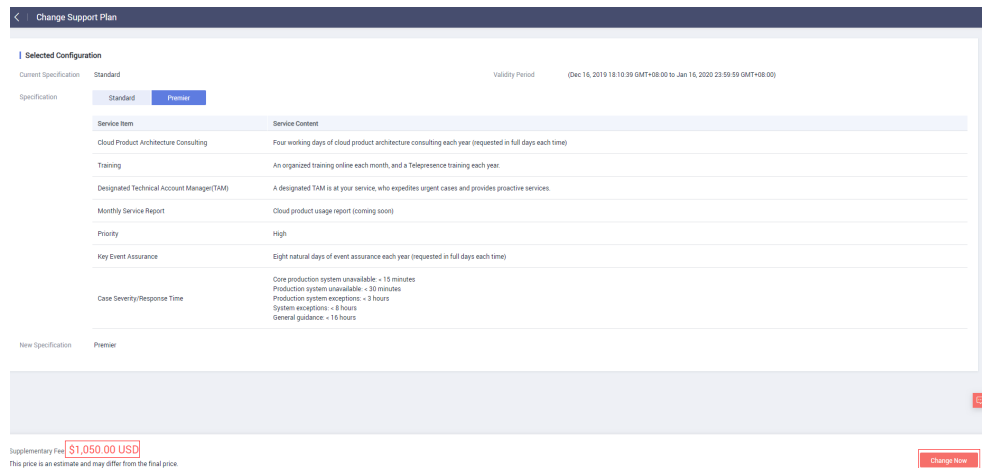 Change Support Plan
Selected Configuration
Current Specification Standard Validity Period (Dec 16, 2019 18:10:39 GMT+08:00 to Jan 16, 2020 23:59:59 GMT+08:00)
Specification Standard Premier
Service Item Service Content
Cloud Product Architecture Consulting Four working days of cloud product architecture consulting each year (requested in full days each time)
Training An organized training online each month, and a Telepresence training each year.
Designated Technical Account Manager(TAM) A designated TAM is at your service, who expedites urgent cases and provides proactive services.
Monthly Service Report Cloud product usage report (coming soon)
Priority High
Key Event Assurance Eight natural days of event assurance each year (requested in full days each time)
Case Severity/Response Time
Core production system unavailable: < 15 minutes
Production system unavailable: < 30 minutes
Production system exceptions: < 3 hours
System exceptions: < 8 hours
General guidance: < 16 hours
New Specification Premier
Supplementary Fee: $1,050.00 USD
This price is an estimate and may differ from the final price.
Change Now